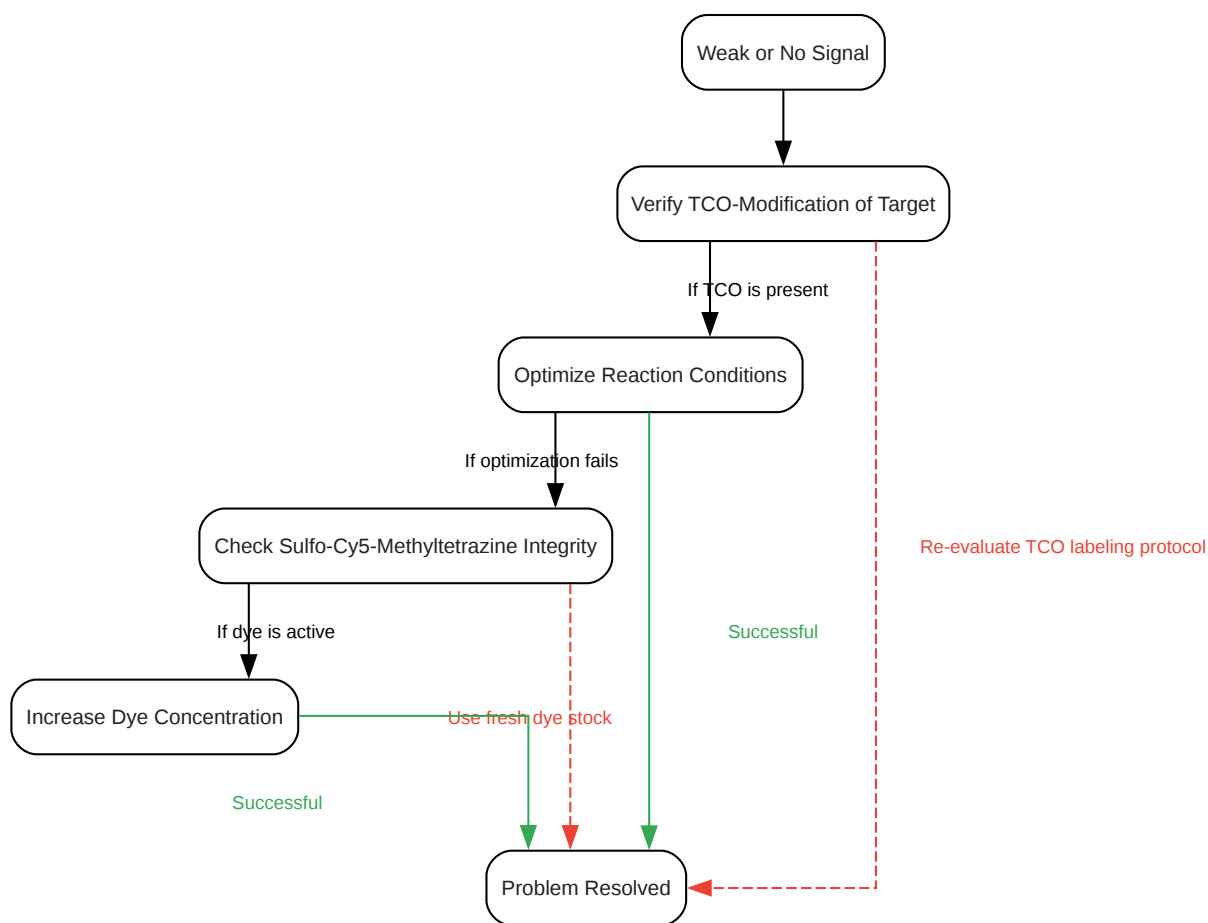 Weak or No Signal
Verify TCO-Modification of Target
If TCO is present
Optimize Reaction Conditions
If optimization fails
Check Sulfo-Cy5-Methyltetrazine Integrity
Re-evaluate TCO labeling protocol
If dye is active
Successful
Increase Dye Concentration
Use fresh dye stock
Successful
Problem Resolved